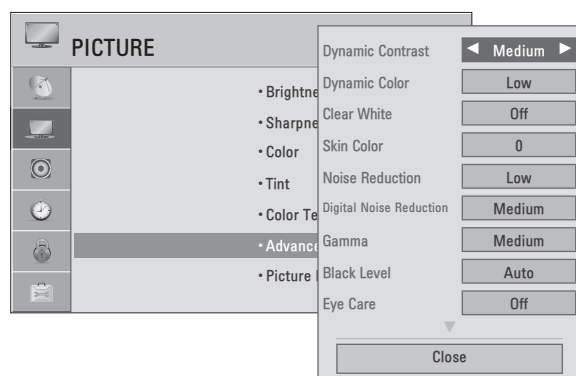 PICTURE
• Brightne
• Sharpne
• Color
• Tint
• Color Te
• Advance
• Picture
Dynamic Contrast ◀ Medium ▶
Dynamic Color Low
Clear White Off
Skin Color 0
Noise Reduction Low
Digital Noise Reduction Medium
Gamma Medium
Black Level Auto
Eye Care Off
Close